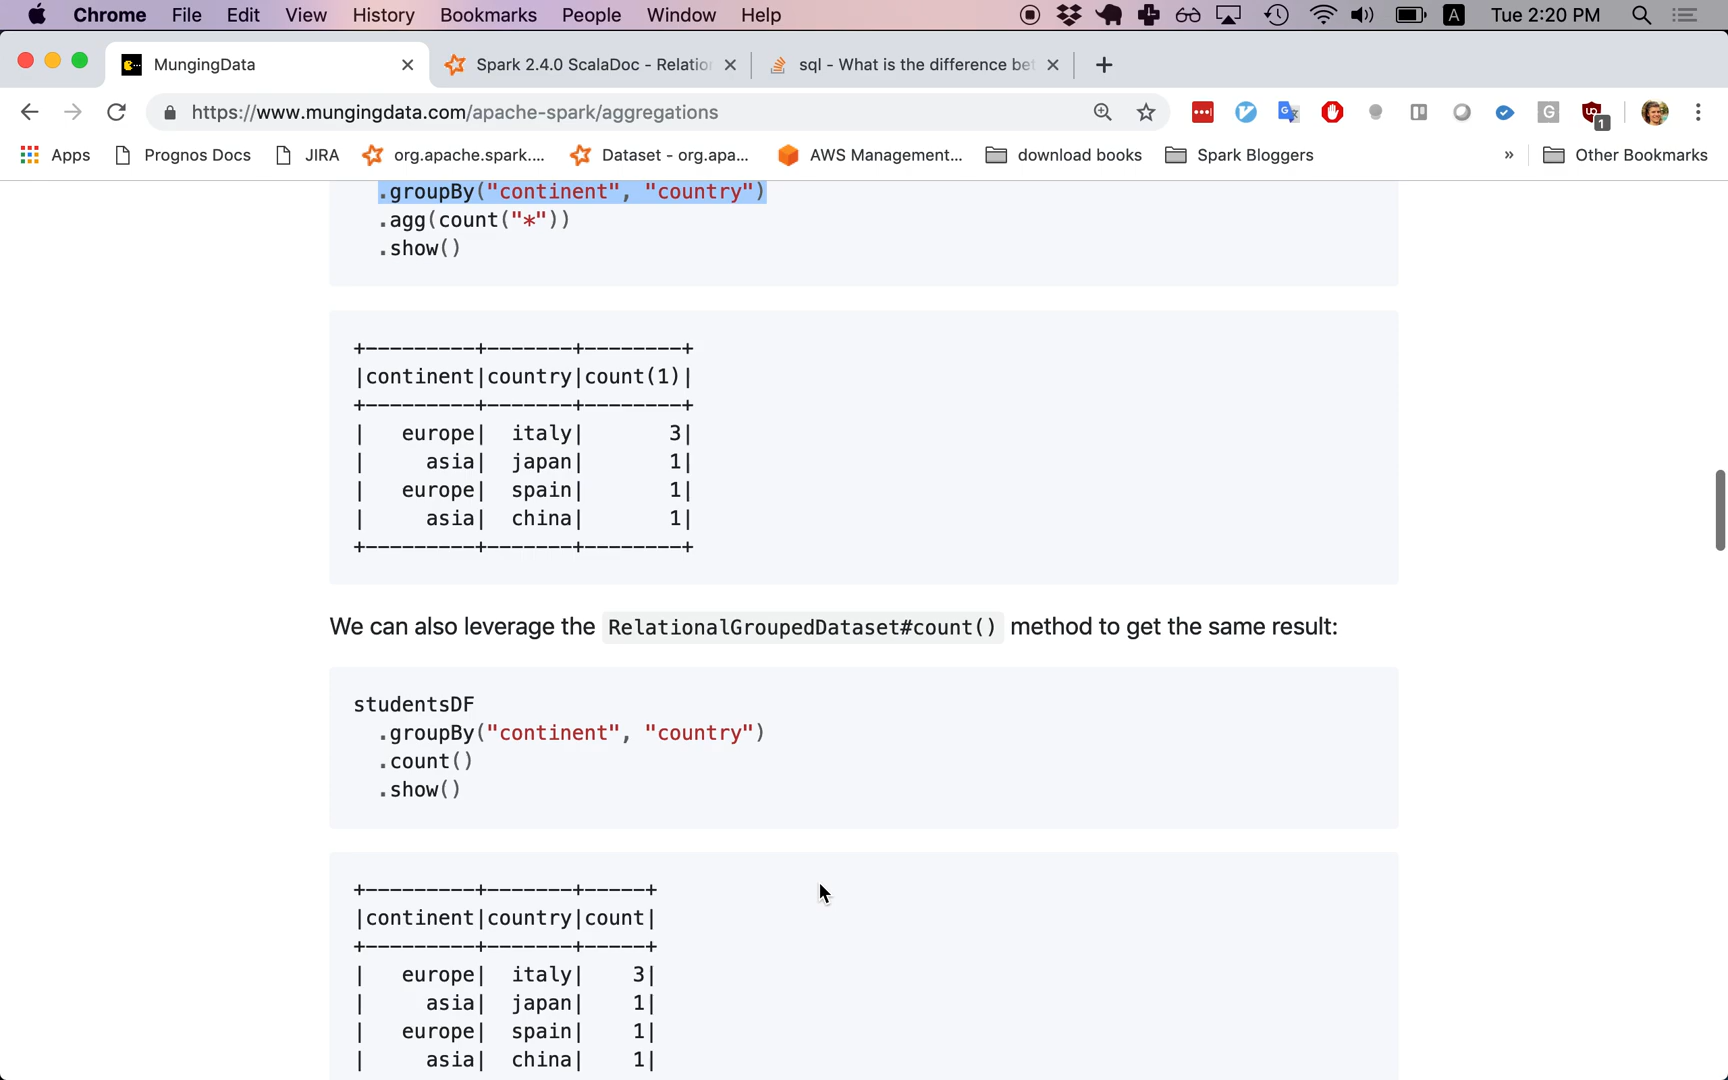 Chrome File Edit View History Bookmarks People Window Help A Tue 2:20 PM
MungingData
Spark 2.4.0 ScalaDoc - Relatio
sql - What is the difference bet
https://www.mungingdata.com/apache-spark/aggregations
G
1
Apps Prognos Docs JIRA org.apache.spark.... Dataset - org.apa... AWS Management... download books Spark Bloggers » Other Bookmarks
.groupBy("continent", "country")
.agg(count("*"))
.show()
+---------+-------+--------+
|continent|country|count(1)|
+---------+-------+--------+
|   europe|  italy|       3|
|     asia|  japan|       1|
|   europe|  spain|       1|
|     asia|  china|       1|
+---------+-------+--------+
We can also leverage the RelationalGroupedDataset#count() method to get the same result:
studentsDF
.groupBy("continent", "country")
.count()
.show()
+---------+-------+-----+
|continent|country|count|
+---------+-------+-----+
|   europe|  italy|    3|
|     asia|  japan|    1|
|   europe|  spain|    1|
|     asia|  china|    1|